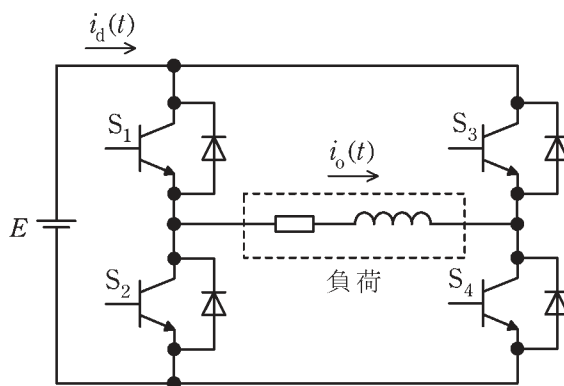 i_d(t)
S_1
S_3
i_o(t)
E
負荷
S_2
S_4